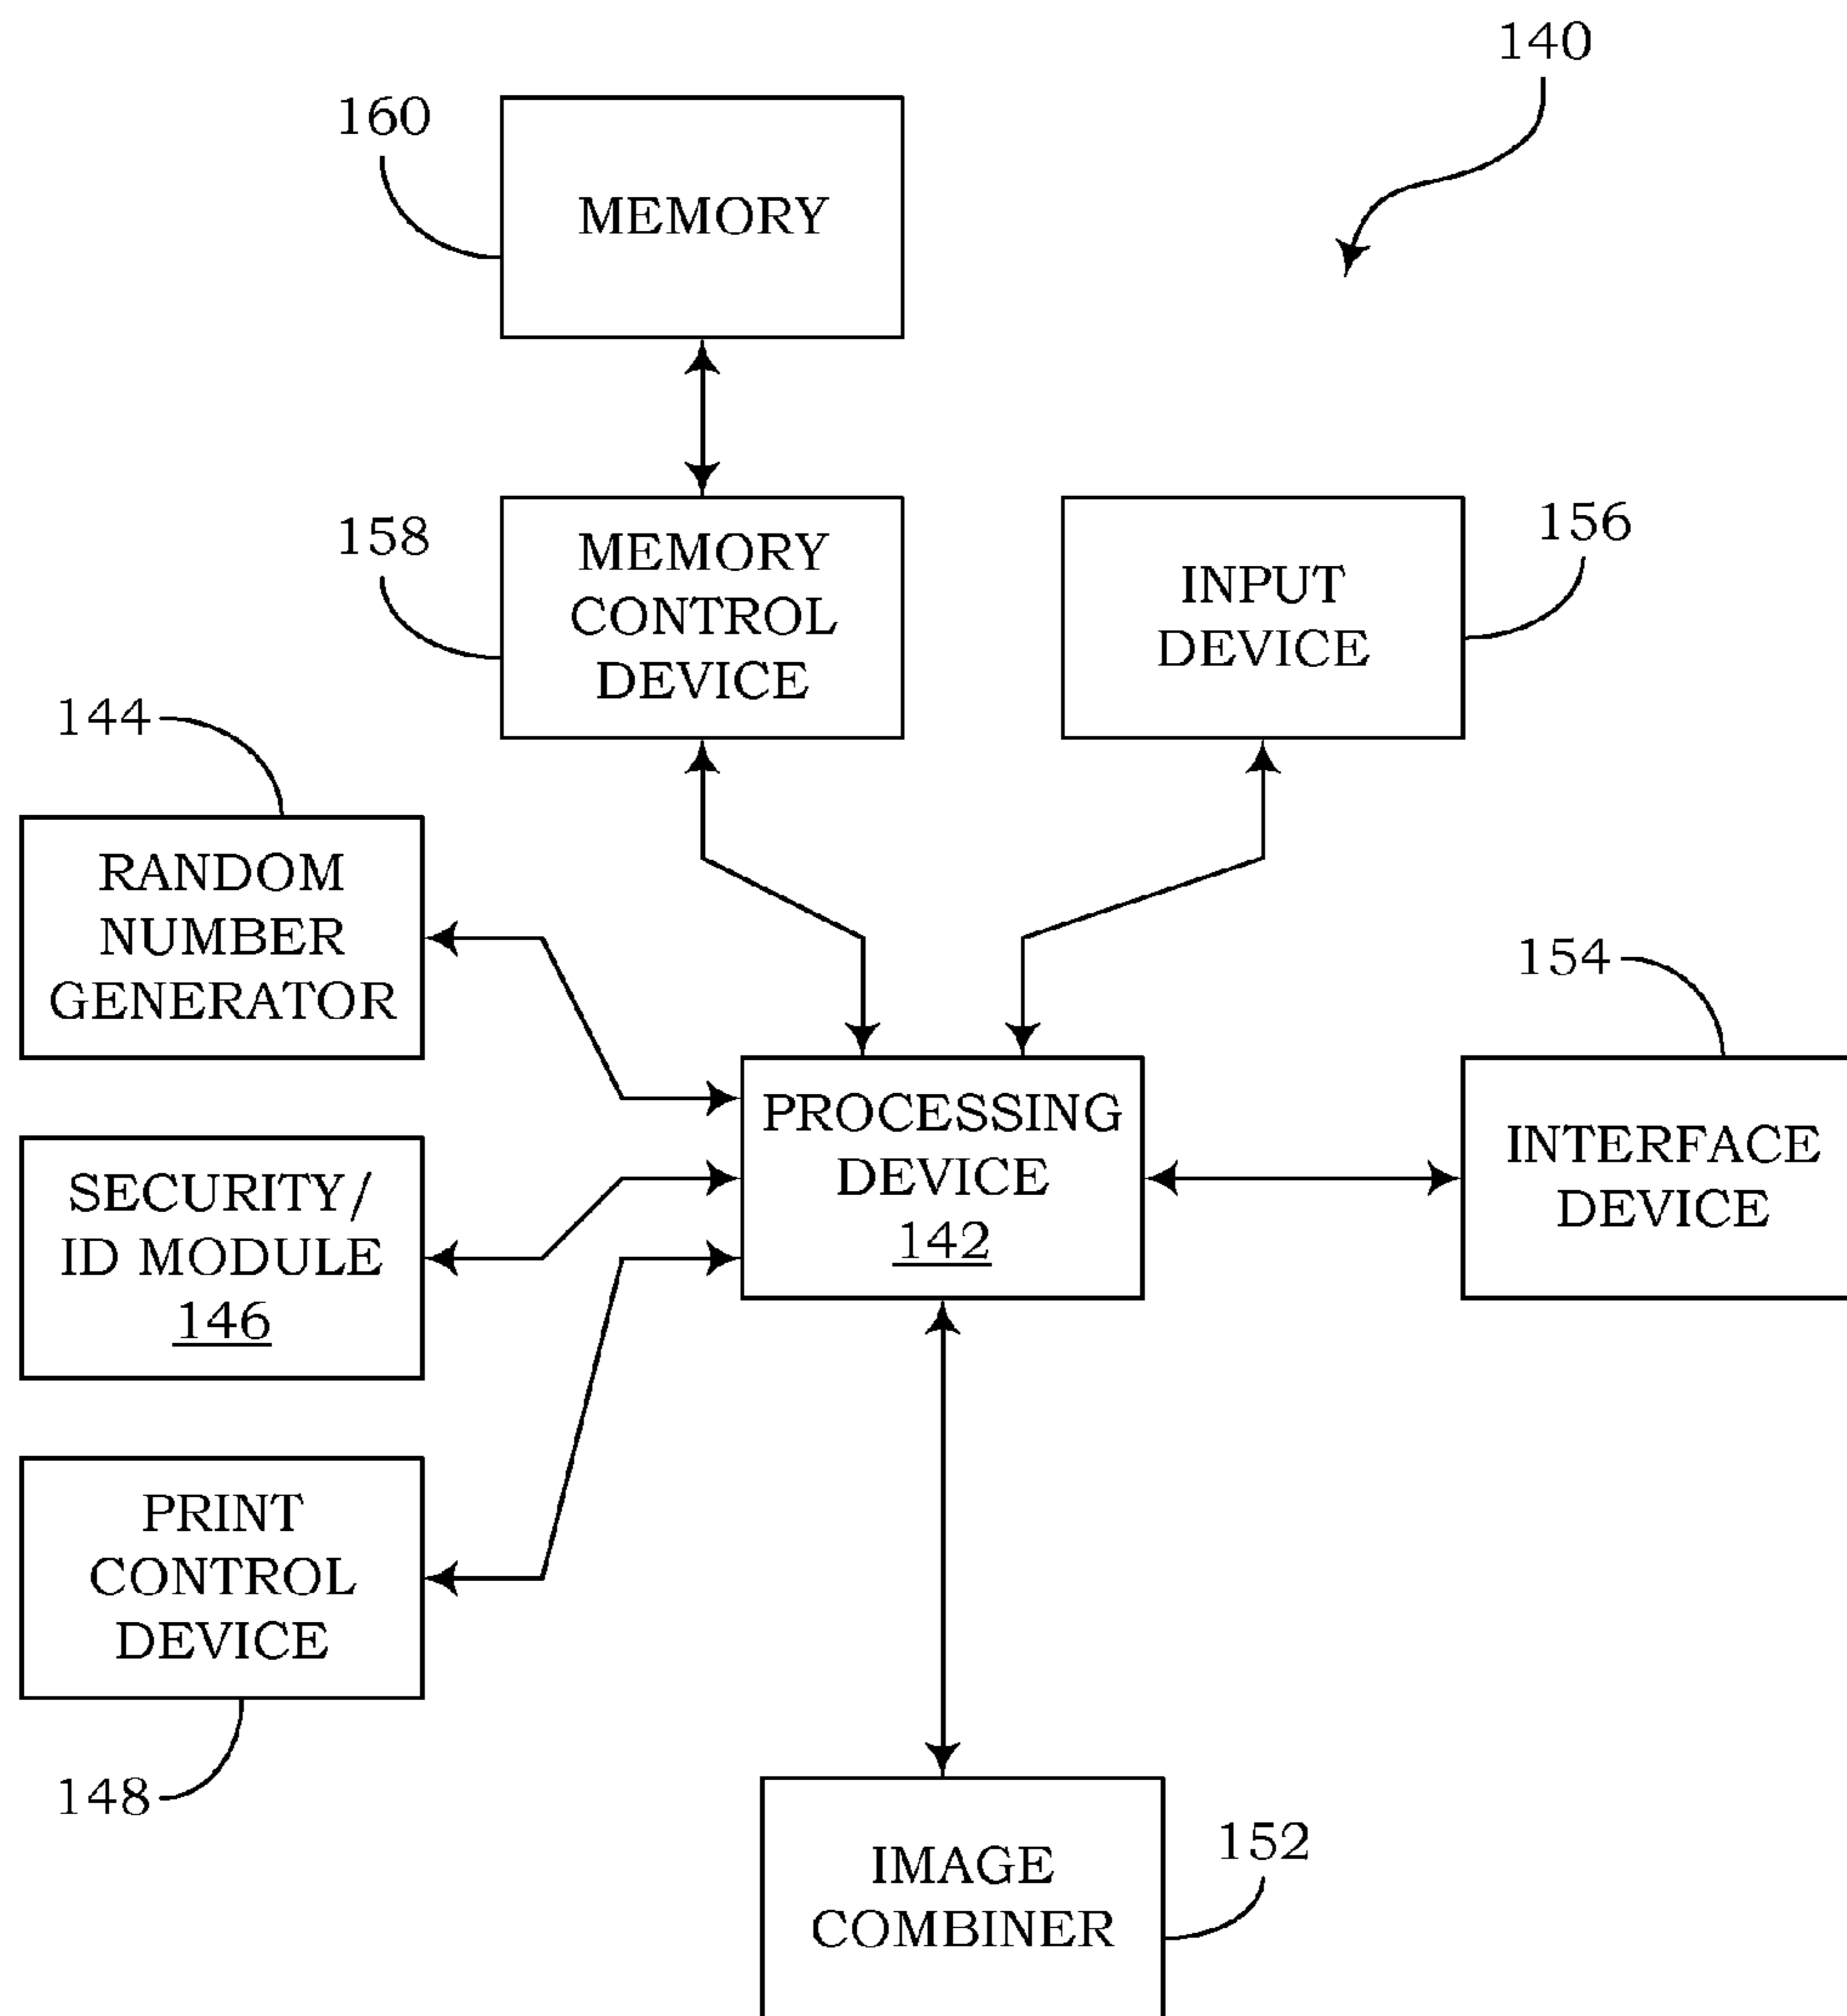 140
160
MEMORY
158
MEMORY
CONTROL
DEVICE
INPUT
DEVICE
156
144
RANDOM
NUMBER
GENERATOR
154
PROCESSING
DEVICE
142
INTERFACE
DEVICE
SECURITY/
ID MODULE
146
PRINT
CONTROL
DEVICE
148
IMAGE
COMBINER
152